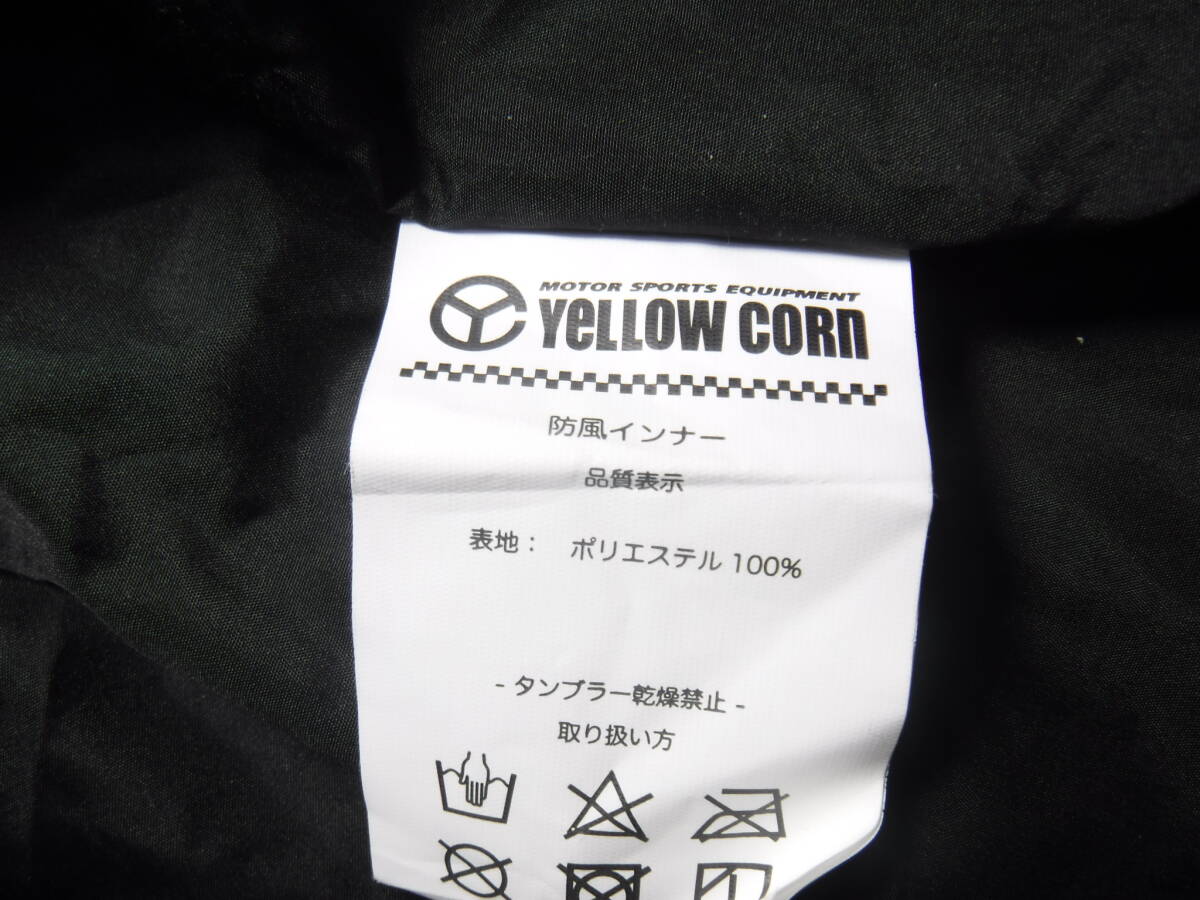 MOTOR SPORTS EQUIPMENT
YELLOW CORN
防風インナー
品質表示
表地： ポリエステル 100%
- タンブラー乾燥禁止 -
取り扱い方